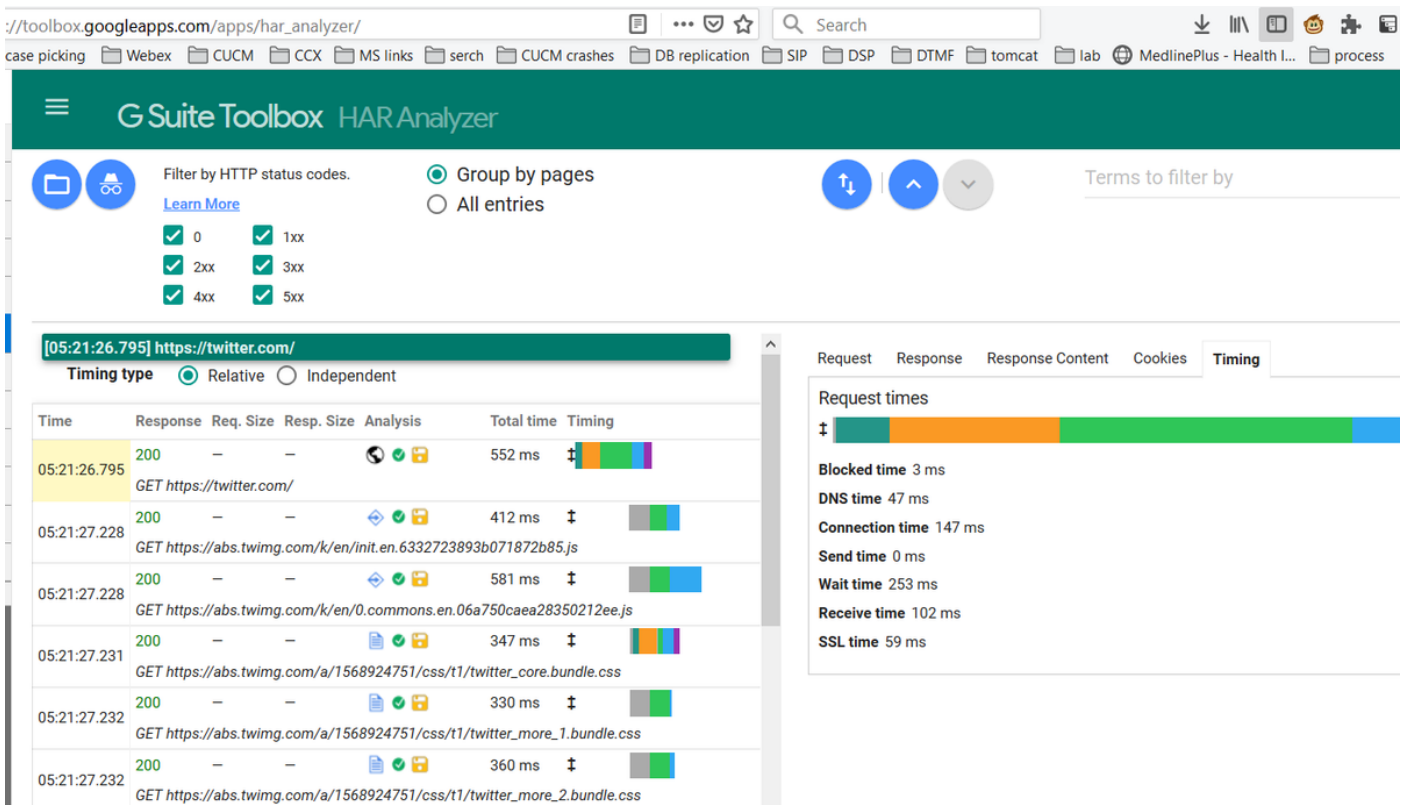 ://toolbox.googleapps.com/apps/har_analyzer/ Search
case picking Webex CUCM CCX MS links serch CUCM crashes DB replication SIP DSP DTMF tomcat lab MedlinePlus - Health I... process
G Suite Toolbox HAR Analyzer
Filter by HTTP status codes.
Learn More
0 1xx
2xx 3xx
4xx 5xx
Group by pages
All entries
Terms to filter by
[05:21:26.795] https://twitter.com/
Timing type Relative Independent
Time Response Req. Size Resp. Size Analysis Total time Timing
05:21:26.795 200 – – 552 ms
GET https://twitter.com/
05:21:27.228 200 – – 412 ms
GET https://abs.twimg.com/k/en/init.en.6332723893b071872b85.js
05:21:27.228 200 – – 581 ms
GET https://abs.twimg.com/k/en/0.commons.en.06a750caea28350212ee.js
05:21:27.231 200 – – 347 ms
GET https://abs.twimg.com/a/1568924751/css/t1/twitter_core.bundle.css
05:21:27.232 200 – – 330 ms
GET https://abs.twimg.com/a/1568924751/css/t1/twitter_more_1.bundle.css
05:21:27.232 200 – – 360 ms
GET https://abs.twimg.com/a/1568924751/css/t1/twitter_more_2.bundle.css
Request Response Response Content Cookies Timing
Request times
Blocked time 3 ms
DNS time 47 ms
Connection time 147 ms
Send time 0 ms
Wait time 253 ms
Receive time 102 ms
SSL time 59 ms